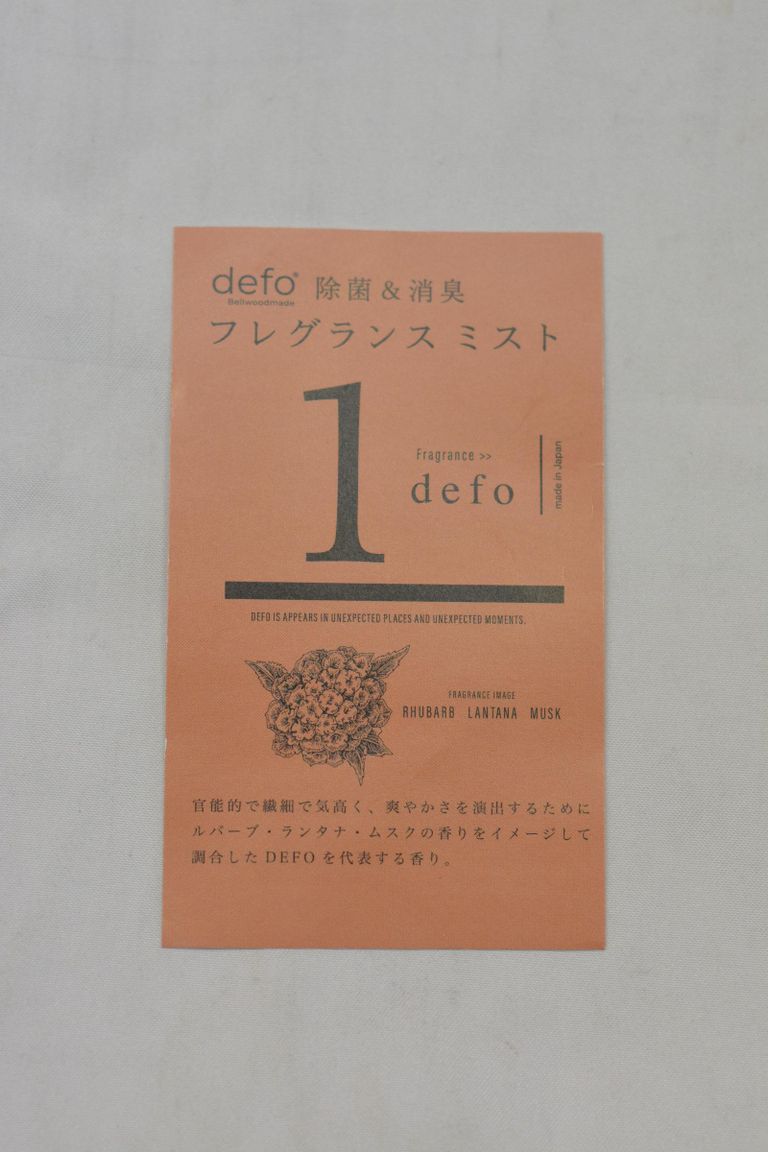 defo® 除菌&消臭
Bellwoodmade
フレグランス ミスト
1
Fragrance >>
defo
made in Japan
DEFO IS APPEARS IN UNEXPECTED PLACES AND UNEXPECTED MOMENTS.
FRAGRANCE IMAGE
RHUBARB LANTANA MUSK
官能的で繊細で気高く、爽やかさを演出するために
ルバーブ・ランタナ・ムスクの香りをイメージして
調合した DEFO を代表する香り。